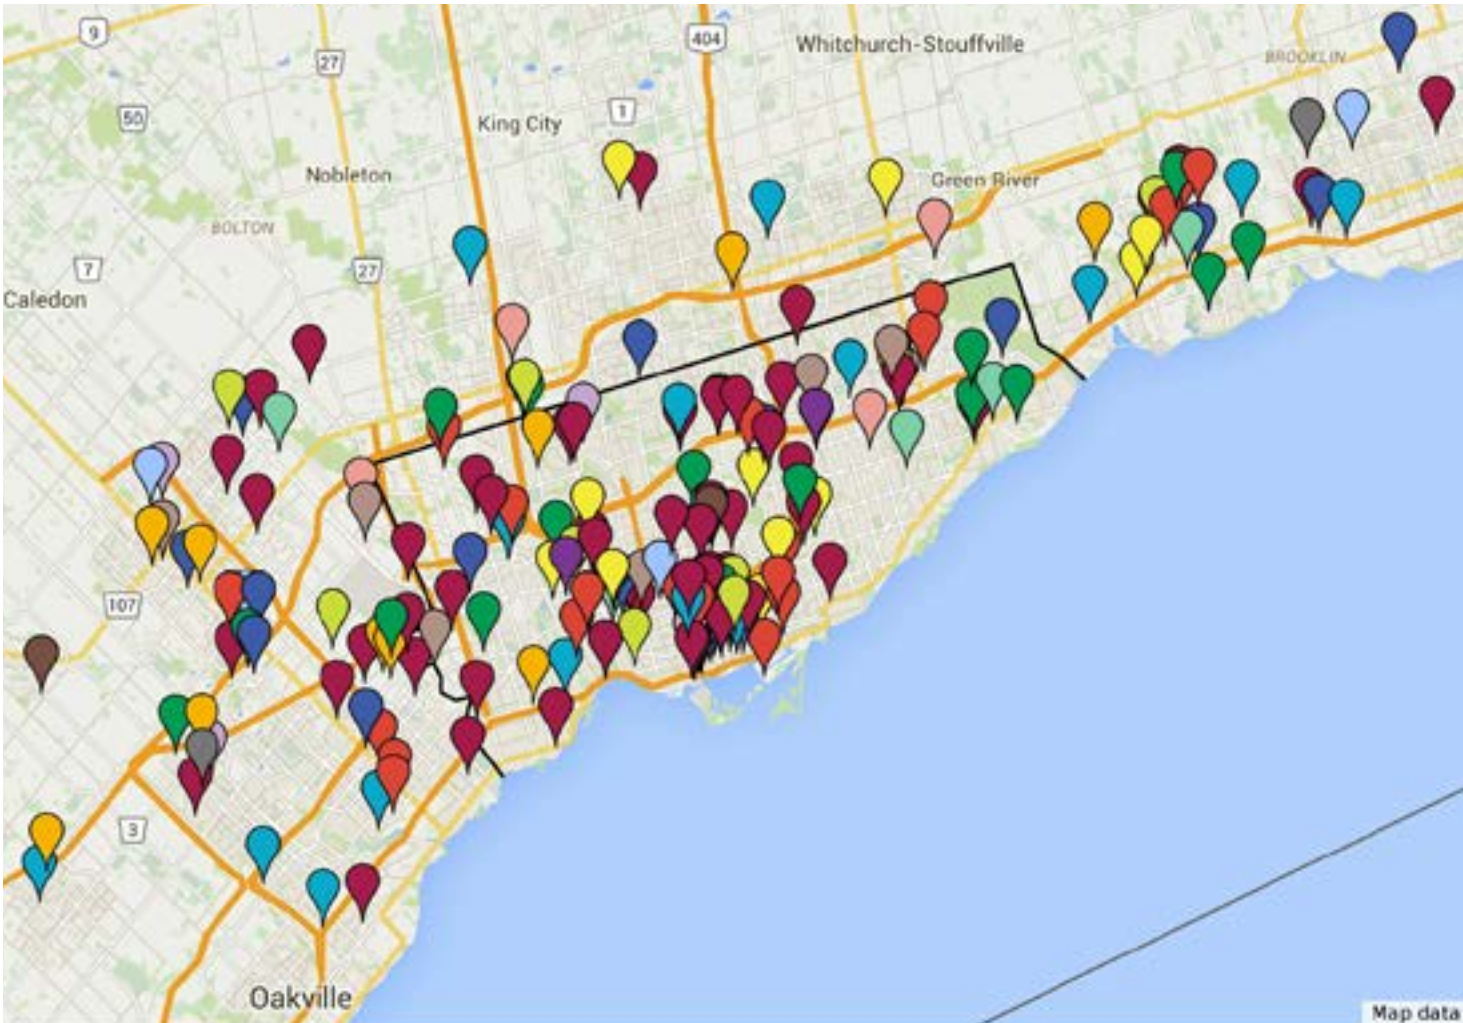 9
404
Whitchurch-Stouffville
27
BROOKLIN
50
1
King City
Nobleton
Green River
BOLTON
7
27
Caledon
107
3
Oakville
Map data